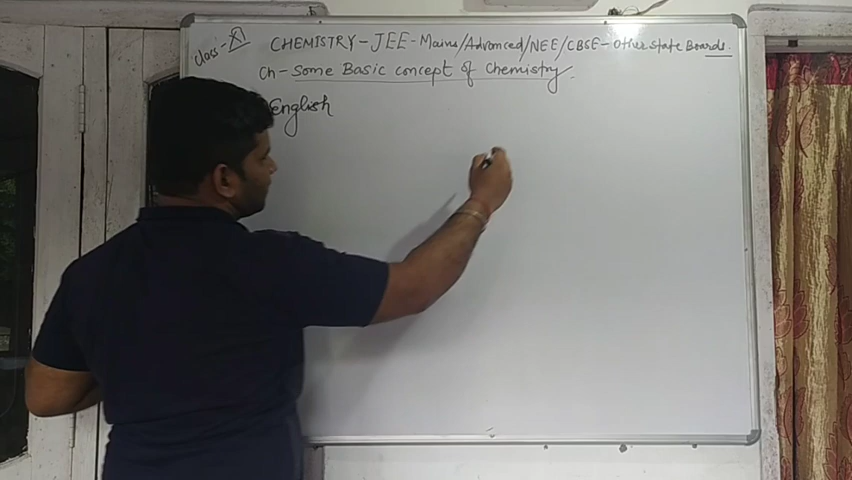 Class - XI
CHEMISTRY - JEE - Mains/Advanced/NEE/CBSE - Other State Boards.
Ch - Some Basic concept of Chemistry.
English